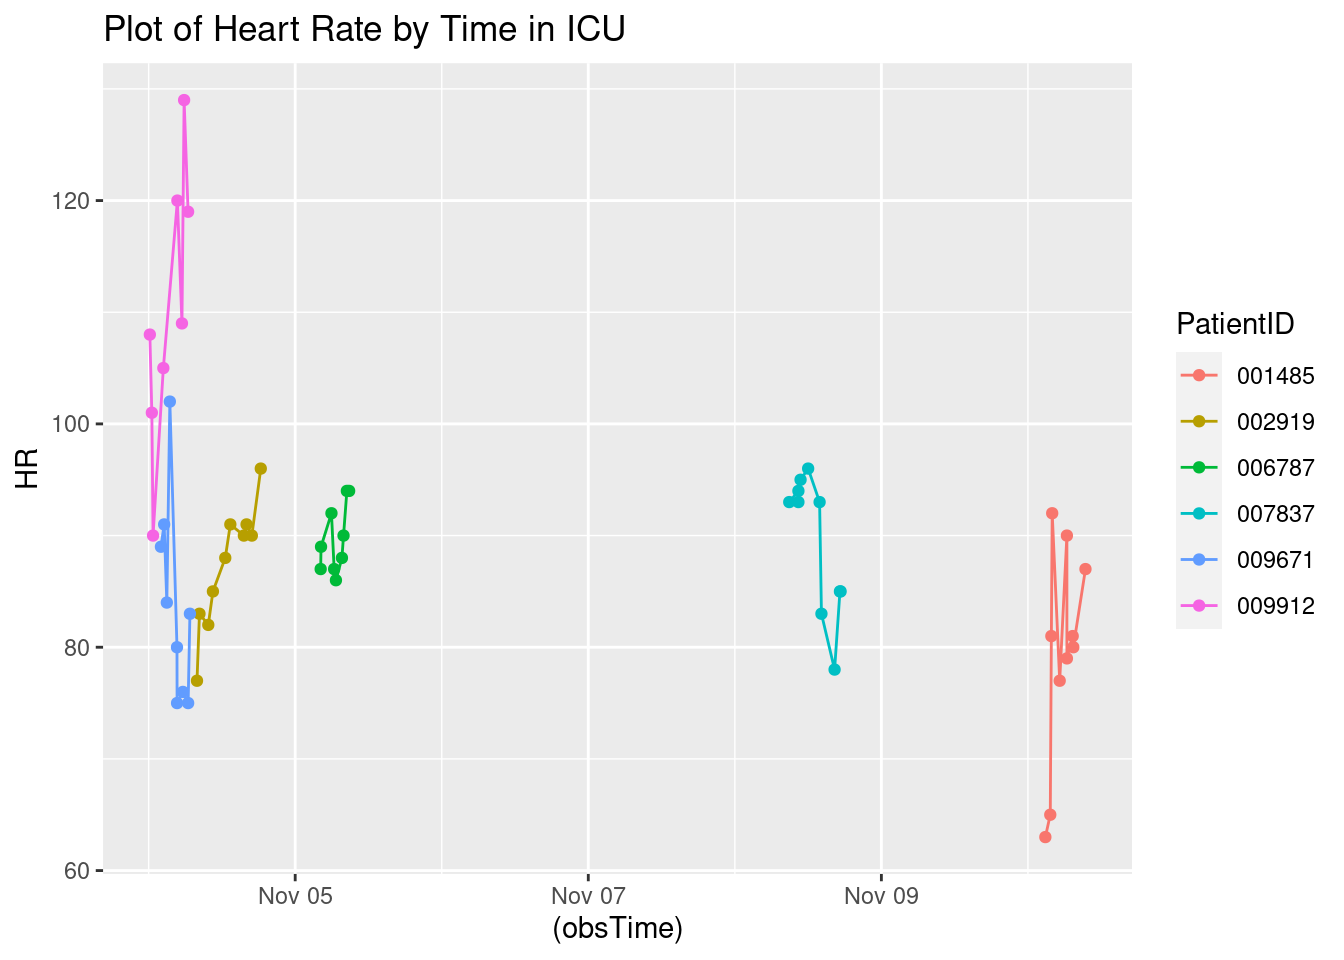 Plot of Heart Rate by Time in ICU
HR
120
100
80
60
Nov 05
Nov 07
Nov 09
(obsTime)
PatientID
001485
002919
006787
007837
009671
009912